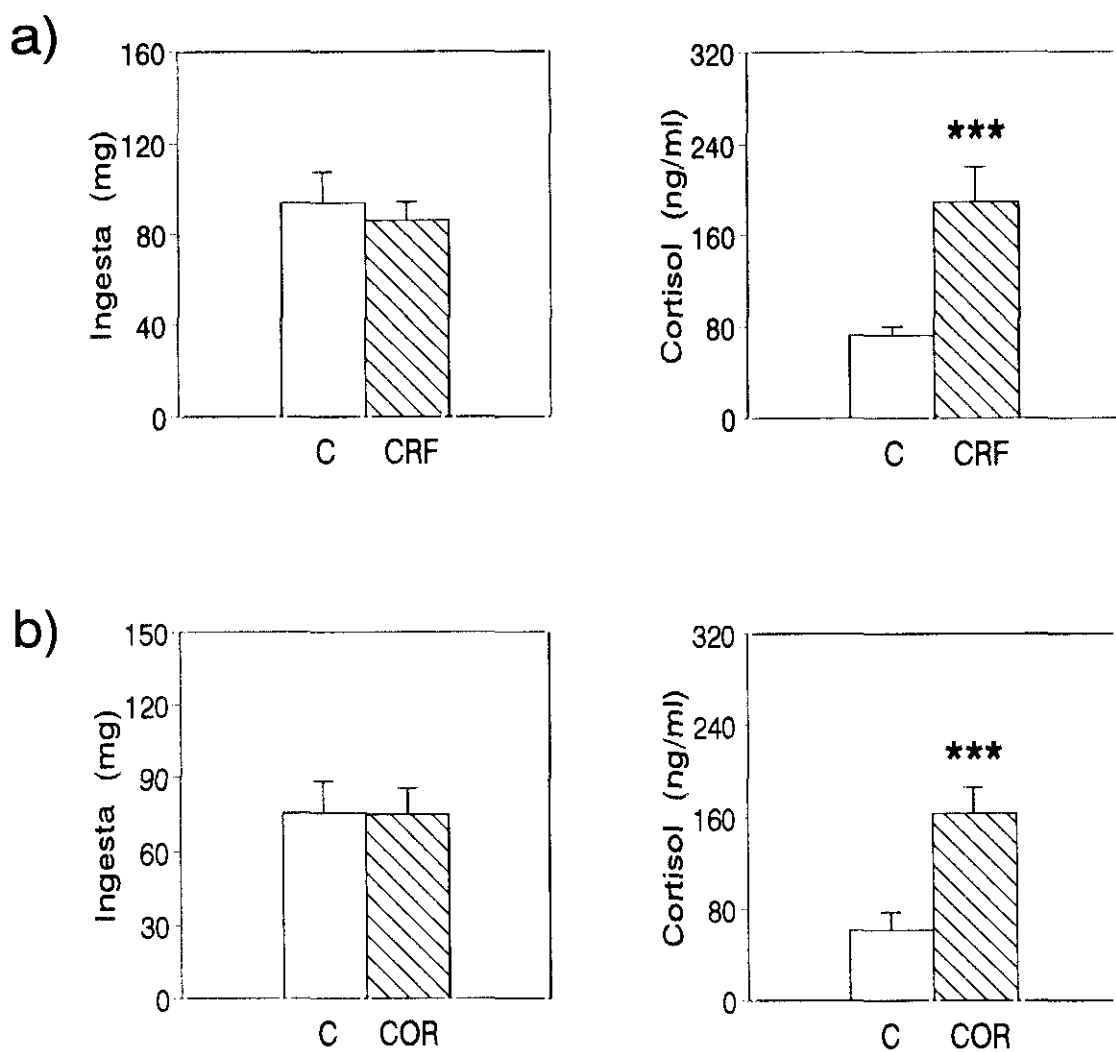 a)
Ingesta (mg)
160
120
80
40
0
C CRF
Cortisol (ng/ml)
320
240
160
80
0
***
C CRF
b)
Ingesta (mg)
150
120
90
60
30
0
C COR
Cortisol (ng/ml)
320
240
160
80
0
***
C COR